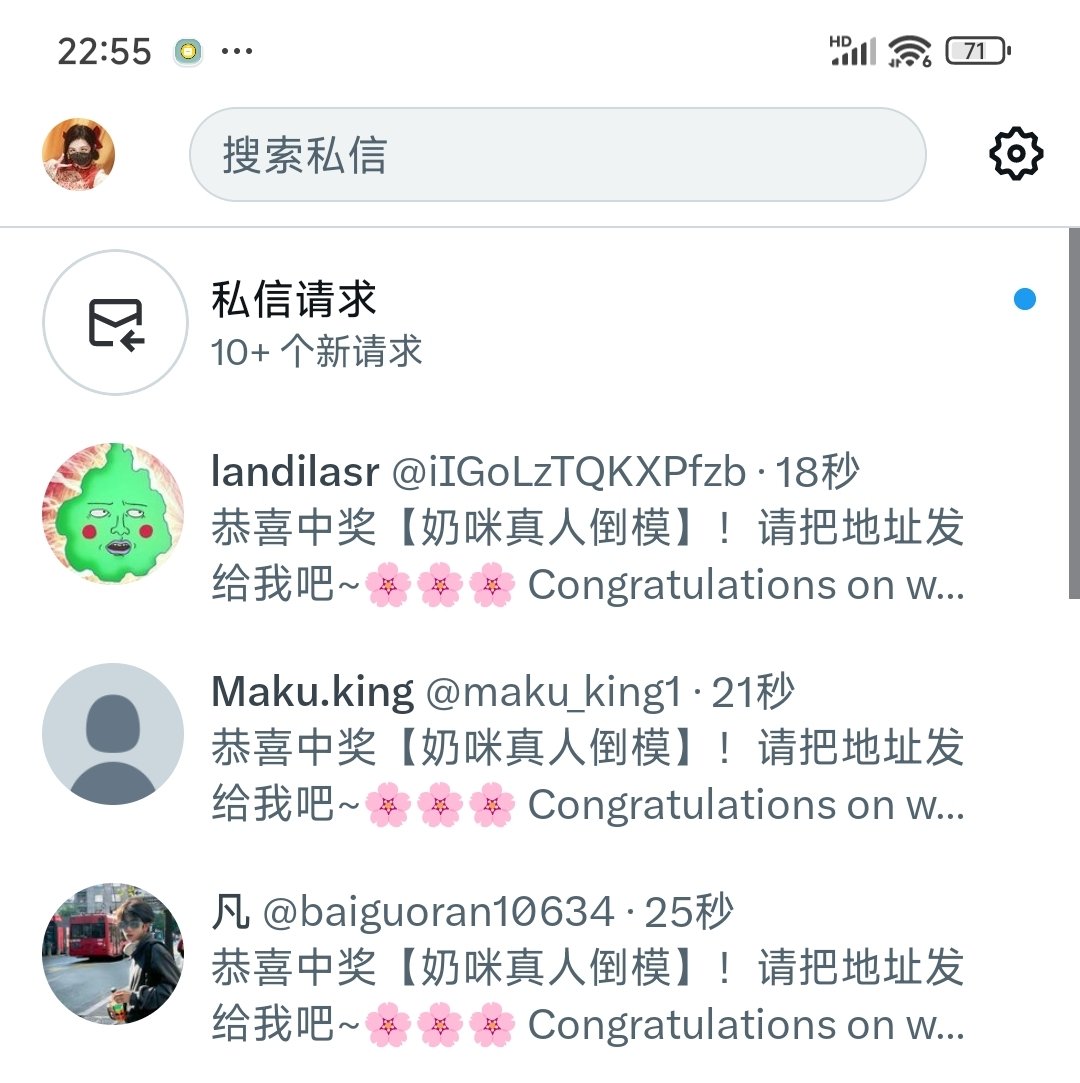 22:55 ... HD 6 71
搜索私信
私信请求
10+ 个新请求
landilasr @iIGoLzTQKXPfzb · 18秒
恭喜中奖【奶咪真人倒模】！请把地址发
给我吧~🌸🌸🌸 Congratulations on w...
Maku.king @maku_king1 · 21秒
恭喜中奖【奶咪真人倒模】！请把地址发
给我吧~🌸🌸🌸 Congratulations on w...
凡 @baiguoran10634 · 25秒
恭喜中奖【奶咪真人倒模】！请把地址发
给我吧~🌸🌸🌸 Congratulations on w...